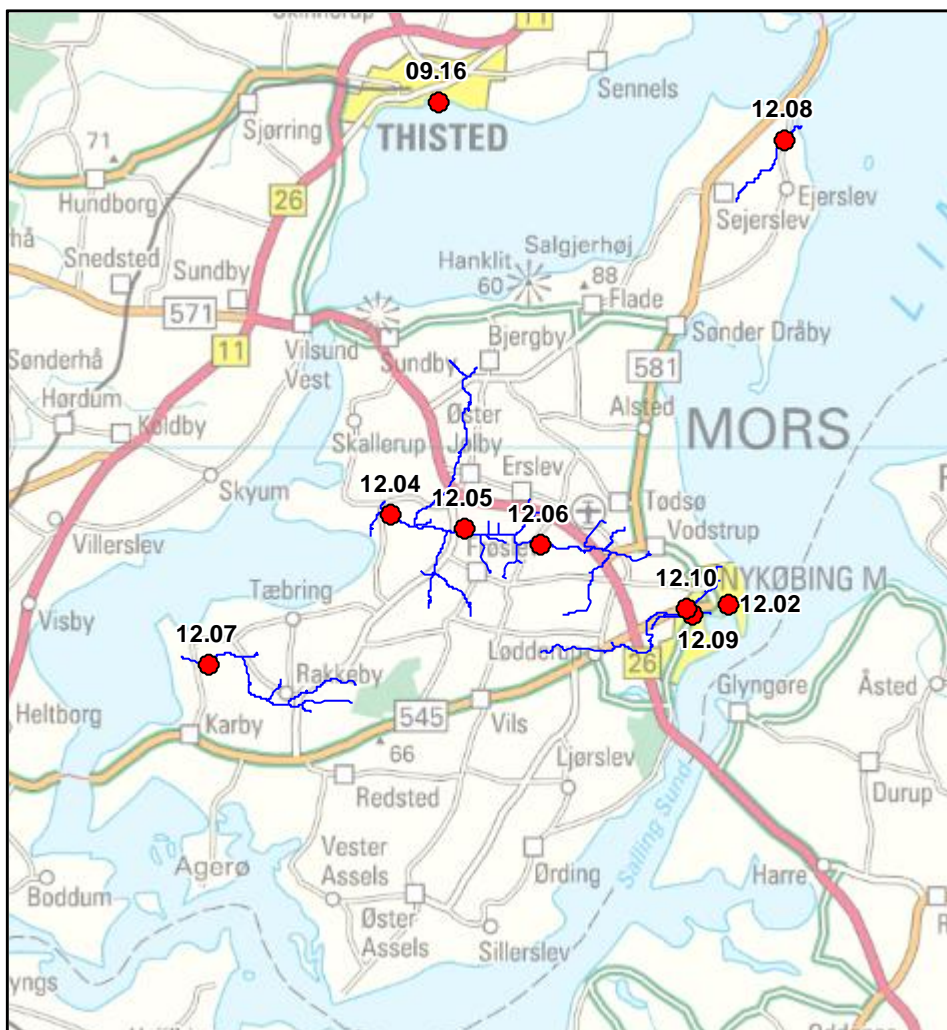 11
09.16
Sennels
12.08
Sjørring
THISTED
71
26
Hundborg
Ejerslev
Sejerslev
Salgjerhøj
Hanklit
60
88
Snedsted
Sundby
Flade
571
Sønder Dråby
Bjergby
11
Vilsund
Vest
Sundby
581
Sønderhå
Hørdum
Koldby
Øster
Jølby
Alsted
MORS
Skallerup
Erslev
Skyum
12.04
12.05
12.06
Tødsø
Vodstrup
Villerslev
Tæbring
12.10
NYKØBING M
12.02
Visby
12.07
12.09
Rakkeby
26
Glyngøre
Åsted
Heltborg
Karby
545
Vils
66
Ljørslev
Redsted
Durup
Salling Sund
Vester
Assels
Ørding
Harre
Agerø
Boddum
Øster
Assels
Sillerslev